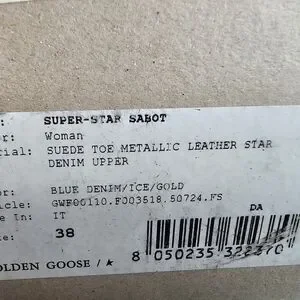 : SUPER-STAR SABOT
r: Woman
rial: SUEDE TOE METALLIC LEATHER STAR
DENIM UPPER
or: BLUE DENIM/ICE/GOLD
icle: GWF00110.F003518.50724.FS
e In: IT
DA
e: 38
OLDEN GOOSE /★
8 050235 322370